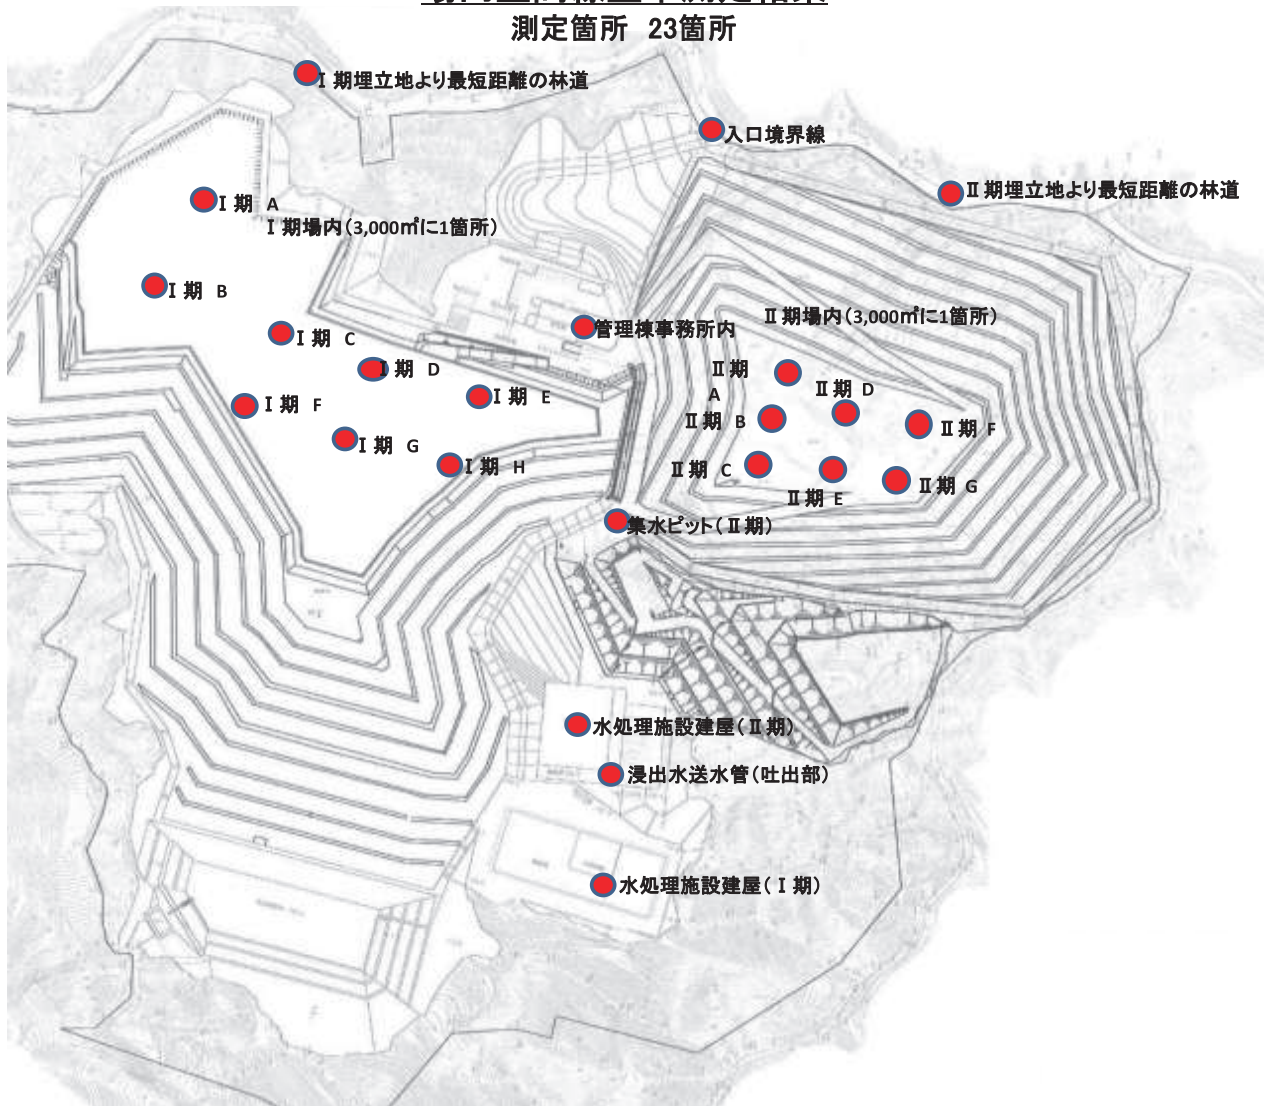 測定箇所 23箇所
Ⅰ期埋立地より最短距離の林道
入口境界線
Ⅱ期埋立地より最短距離の林道
Ⅰ期 A
Ⅰ期場内(3,000㎡に1箇所)
Ⅰ期 B
Ⅱ期場内(3,000㎡に1箇所)
管理棟事務所内
Ⅰ期 C
Ⅰ期 D
Ⅱ期
A
Ⅱ期 D
Ⅰ期 E
Ⅰ期 F
Ⅱ期 B
Ⅱ期 F
Ⅰ期 G
Ⅰ期 H
Ⅱ期 C
Ⅱ期 E
Ⅱ期 G
集水ピット(Ⅱ期)
水処理施設建屋(Ⅱ期)
浸出水送水管(吐出部)
水処理施設建屋(Ⅰ期)